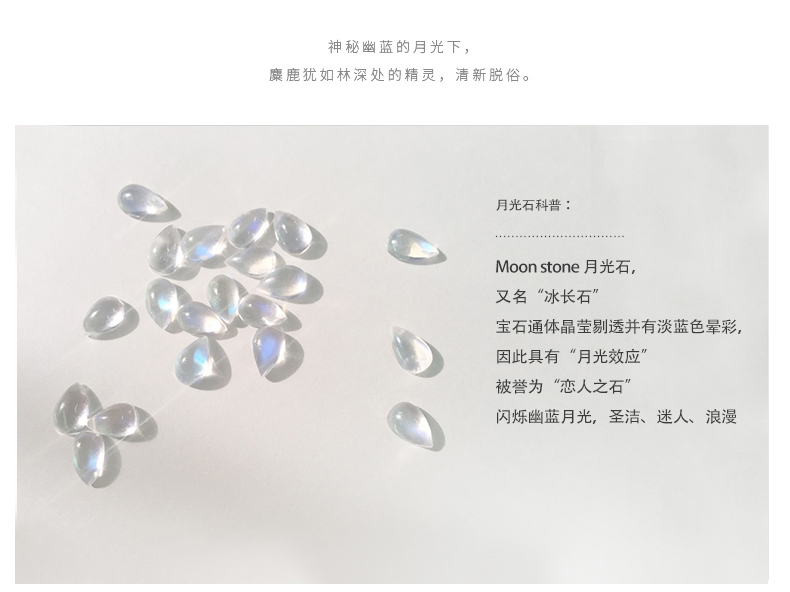 神秘幽蓝的月光下，
麋鹿犹如林深处的精灵，清新脱俗。
月光石科普：
Moon stone 月光石，
又名“冰长石”
宝石通体晶莹剔透并有淡蓝色晕彩，
因此具有“月光效应”
被誉为“恋人之石”
闪烁幽蓝月光，圣洁、迷人、浪漫